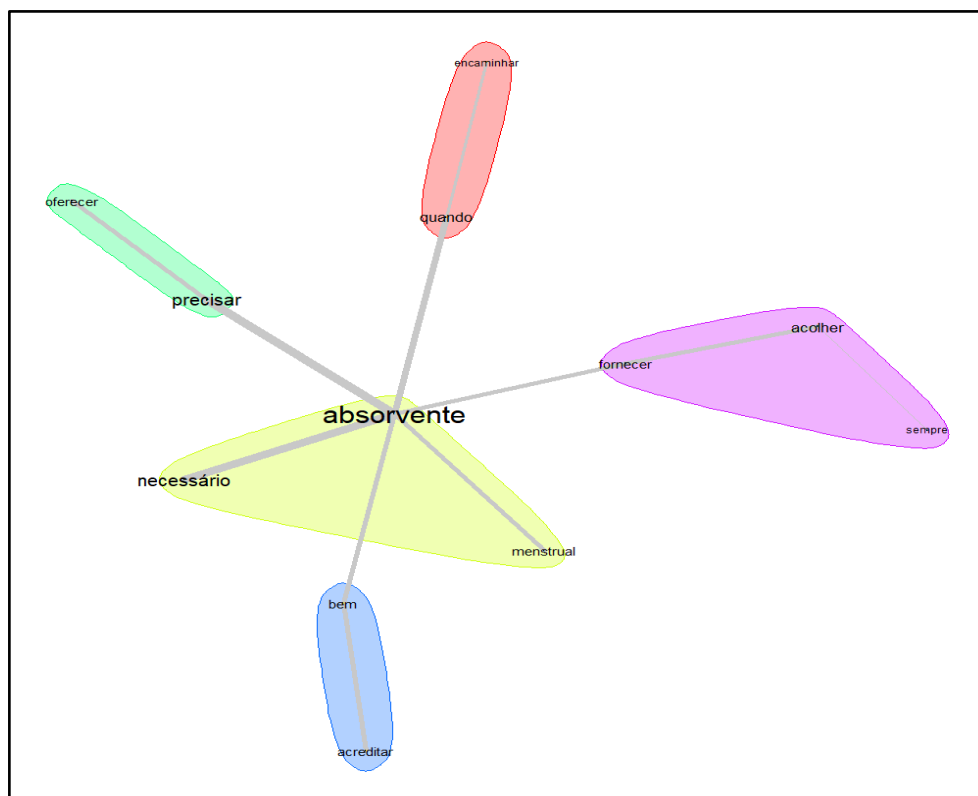 encaminhar
oferecer
quando
precisar
acolher
fornecer
absorvente
sempre
necessário
menstrual
bem
acreditar